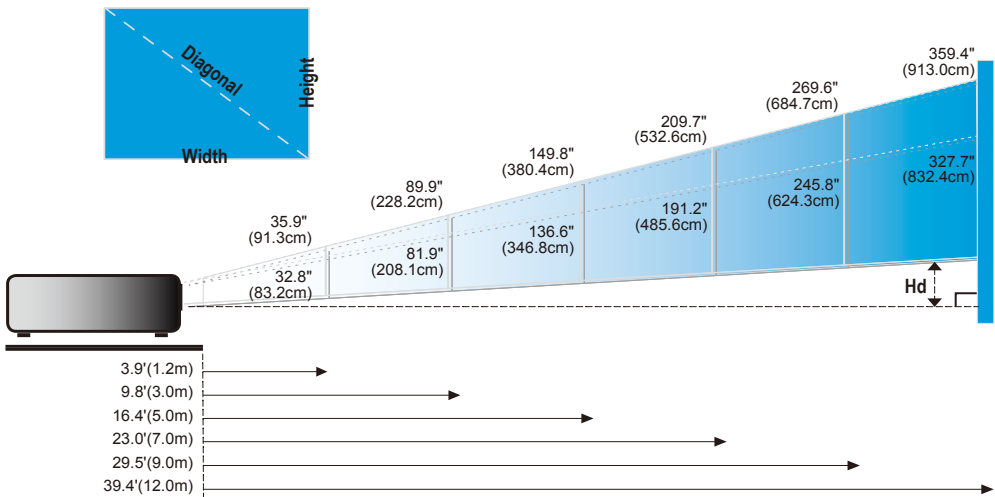 Diagonal
Height
Width
359.4"
(913.0cm)
269.6"
(684.7cm)
209.7"
(532.6cm)
149.8"
(380.4cm)
89.9"
(228.2cm)
35.9"
(91.3cm)
327.7"
(832.4cm)
245.8"
(624.3cm)
191.2"
(485.6cm)
136.6"
(346.8cm)
81.9"
(208.1cm)
32.8"
(83.2cm)
Hd
3.9'(1.2m)
9.8'(3.0m)
16.4'(5.0m)
23.0'(7.0m)
29.5'(9.0m)
39.4'(12.0m)